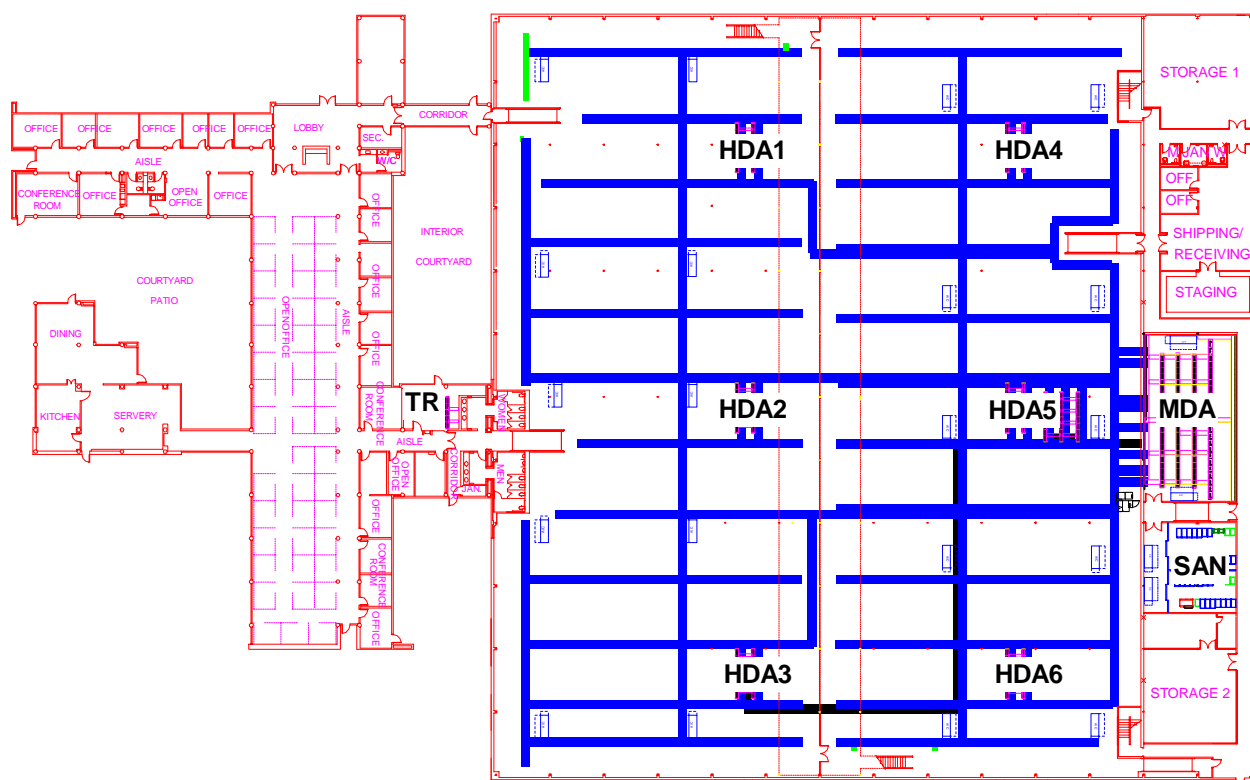 STORAGE 1
OFFICE
OFFICE
OFFICE
OFFICE
OFFICE
LOBBY
CORRIDOR
SEC.
W/C
AISLE
HDA1
HDA4
M JAN W
OFF
OFF
CONFERENCE
ROOM
OFFICE
OPEN
OFFICE
OFFICE
OFFICE
INTERIOR
COURTYARD
SHIPPING/
RECEIVING
STAGING
COURTYARD
PATIO
OFFICE
OFFICE
DINING
OPENOFFICE
AISLE
OFFICE
KITCHEN
SERVERY
CONFERENCE
ROOM
TR
WOMEN
HDA2
HDA5
MDA
AISLE
OPEN
OFFICE
CORRIDOR
JAN.
MEN
OFFICE
CONFERENCE
ROOM
OFFICE
SAN
HDA3
HDA6
STORAGE 2